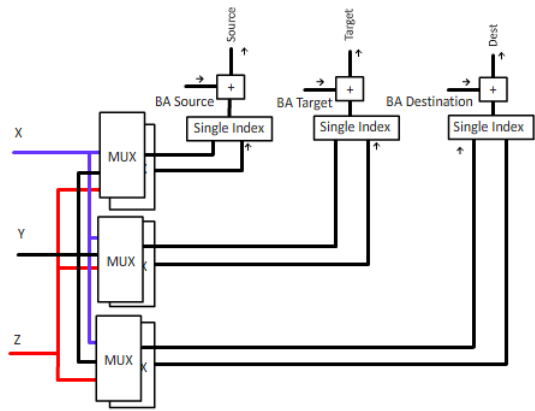 Source
Target
Dest
+
+
+
BA Source
BA Target
BA Destination
Single Index
Single Index
Single Index
X
MUX
Y
MUX
X
Z
MUX
X